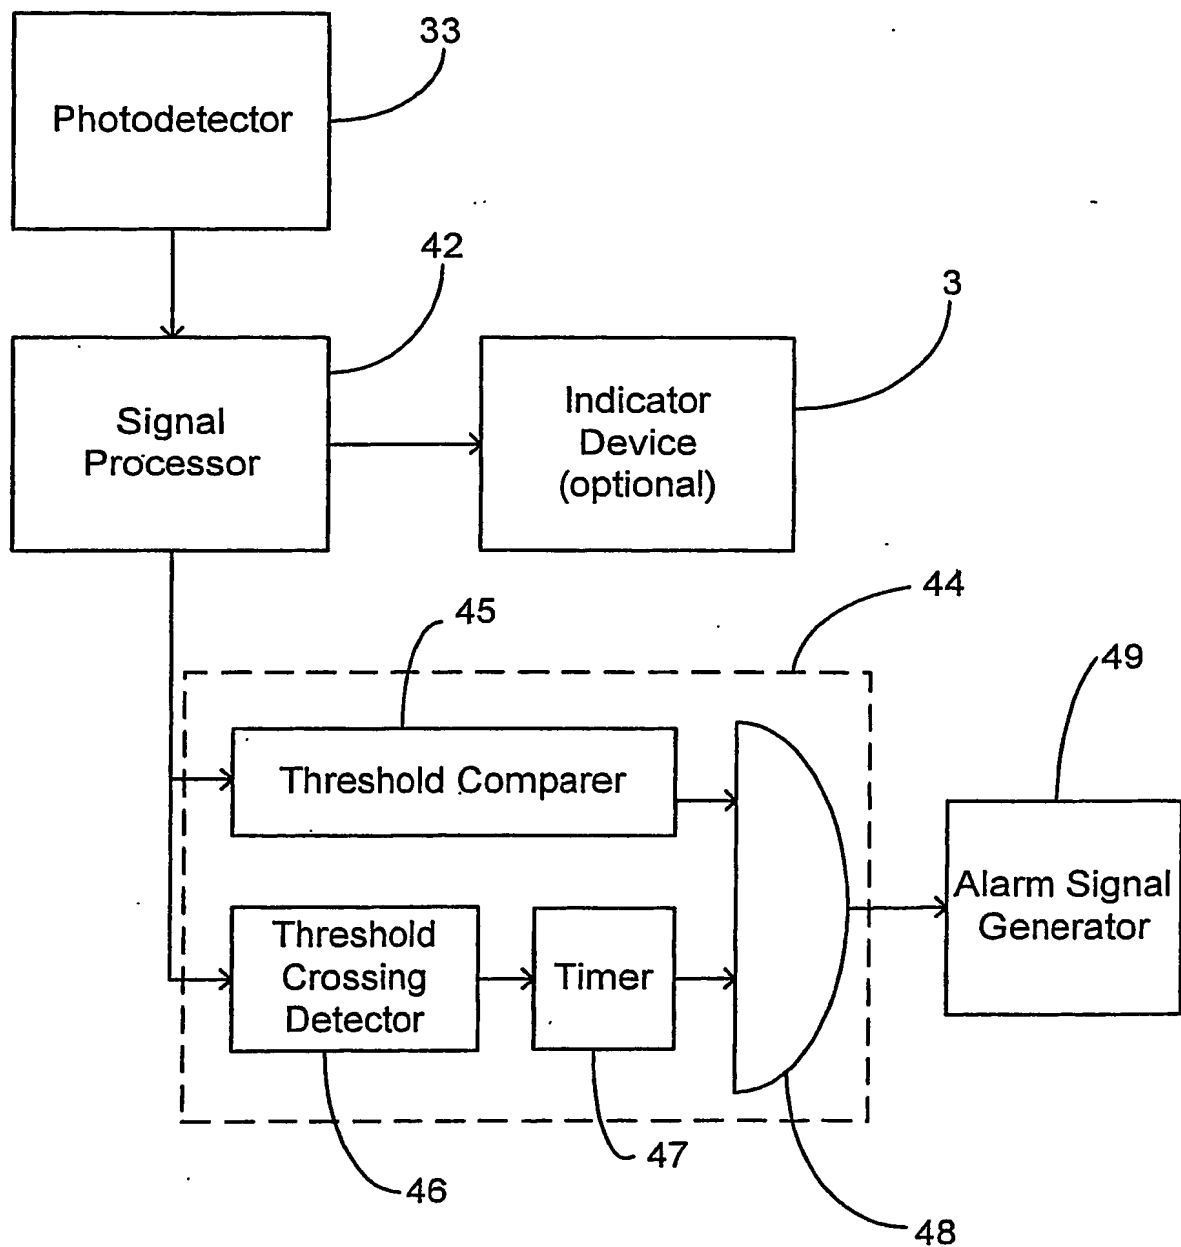 33
Photodetector
42
3
Signal
Processor
Indicator
Device
(optional)
44
45
49
Threshold Comparer
Alarm Signal
Generator
Threshold
Crossing
Detector
Timer
47
46
48